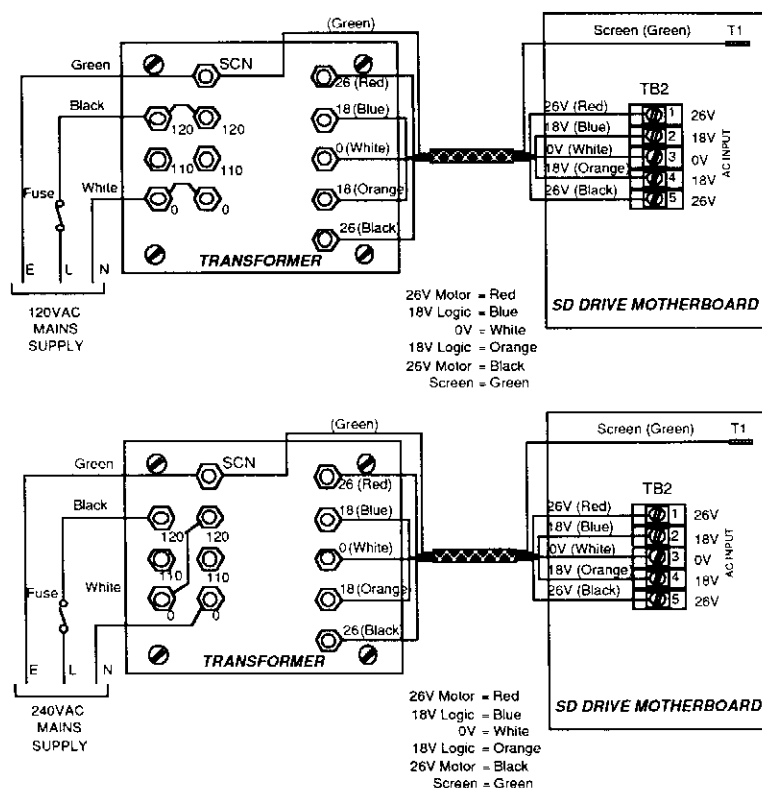 (Green)
Green
SCN
Black
120
120
110
110
Fuse
White
0
0
26 (Red)
18 (Blue)
0 (White)
18 (Orange)
26 (Black)
TRANSFORMER
E L N
120VAC
MAINS
SUPPLY
Screen (Green)
T1
TB2
26V (Red) 1 26V
18V (Blue) 2 18V
0V (White) 3 0V
18V (Orange) 4 18V
26V (Black) 5 26V
AC INPUT
SD DRIVE MOTHERBOARD
26V Motor = Red
18V Logic = Blue
0V = White
18V Logic = Orange
26V Motor = Black
Screen = Green
(Green)
Green
SCN
Black
120
120
110
110
White
Fuse
0
0
26 (Red)
18 (Blue)
0 (White)
18 (Orange)
26 (Black)
TRANSFORMER
E L N
240VAC
MAINS
SUPPLY
Screen (Green)
T1
TB2
26V (Red) 1 26V
18V (Blue) 2 18V
0V (White) 3 0V
18V (Orange) 4 18V
26V (Black) 5 26V
AC INPUT
SD DRIVE MOTHERBOARD
26V Motor = Red
18V Logic = Blue
0V = White
18V Logic = Orange
26V Motor = Black
Screen = Green